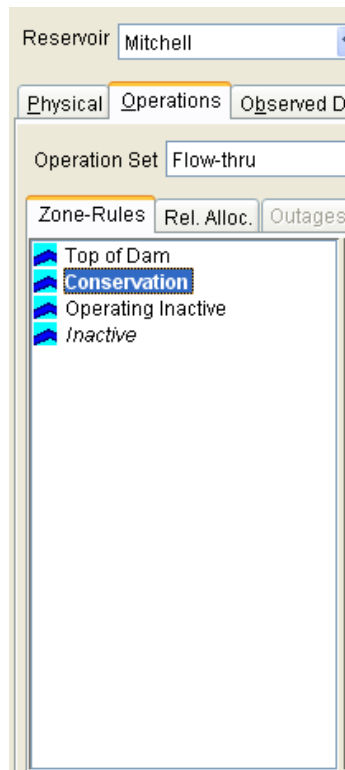 Reservoir Mitchell
Physical Operations Observed D
Operation Set Flow-thru
Zone-Rules Rel. Alloc. Outages
Top of Dam
Conservation
Operating Inactive
Inactive